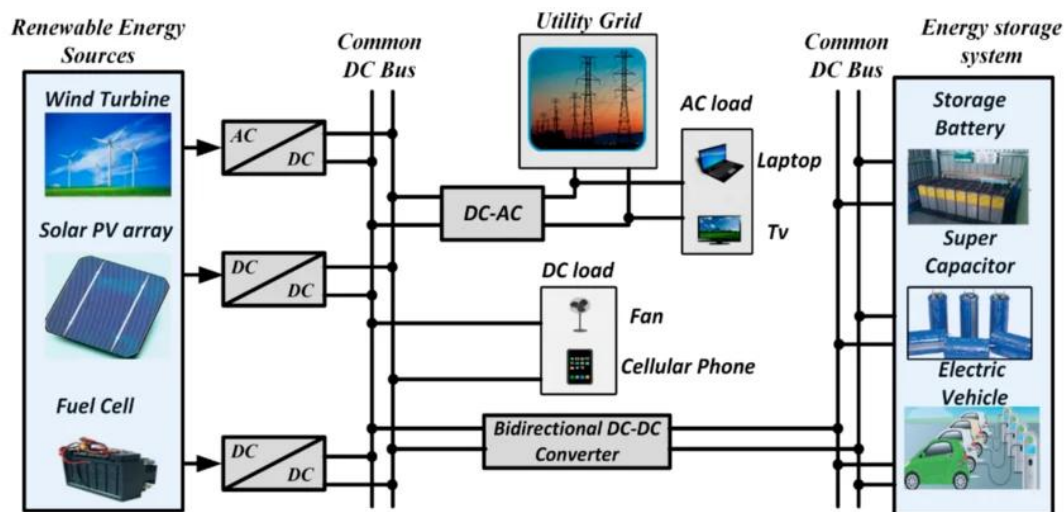 Renewable Energy
Sources
Wind Turbine
Solar PV array
Fuel Cell
AC
DC
DC
DC
DC
DC
Common
DC Bus
Utility Grid
DC-AC
AC load
Laptop
Tv
DC load
Fan
Cellular Phone
Bidirectional DC-DC
Converter
Common
DC Bus
Energy storage
system
Storage
Battery
Super
Capacitor
Electric
Vehicle